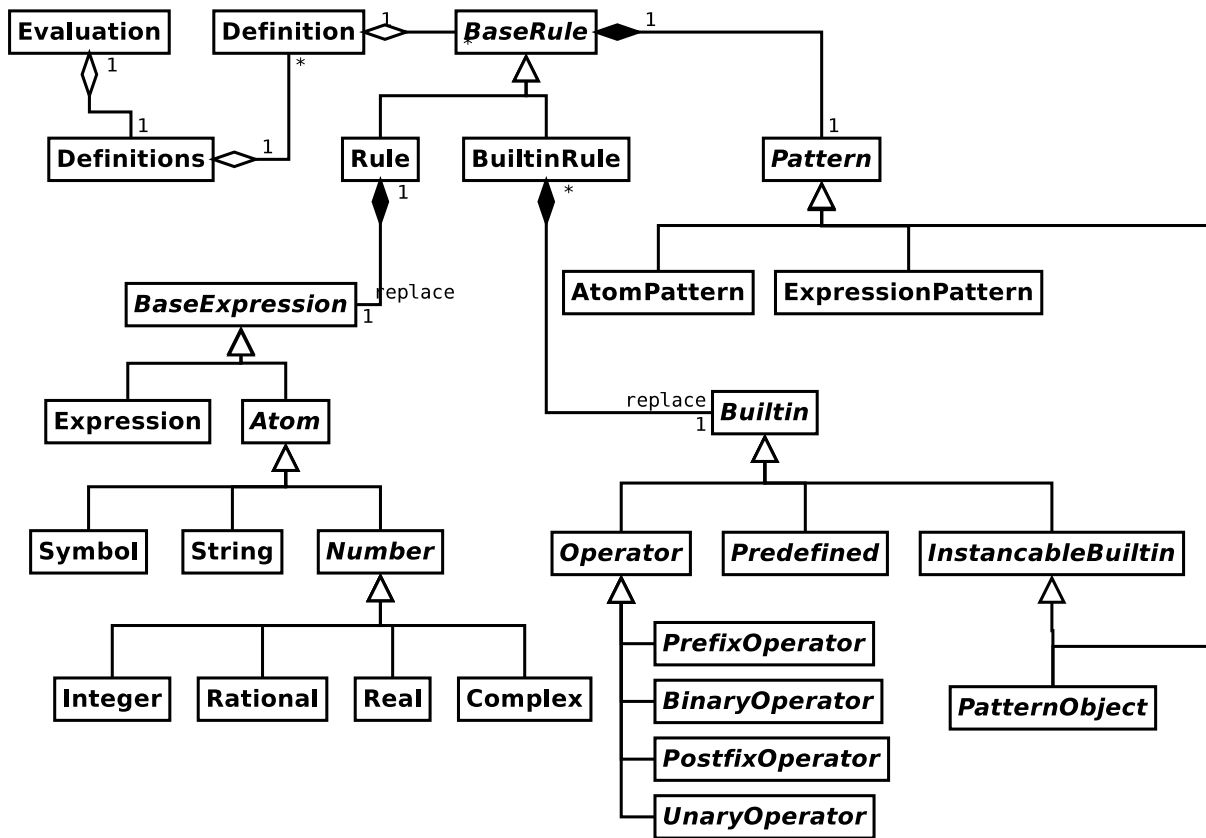 Evaluation
Definition
1
*
BaseRule
1
1
*
Definitions
1
1
Rule
1
BuiltinRule
*
1
Pattern
BaseExpression
replace
1
AtomPattern
ExpressionPattern
Expression
Atom
replace
1
Builtin
Symbol
String
Number
Operator
Predefined
InstancableBuiltin
PrefixOperator
Integer
Rational
Real
Complex
BinaryOperator
PatternObject
PostfixOperator
UnaryOperator